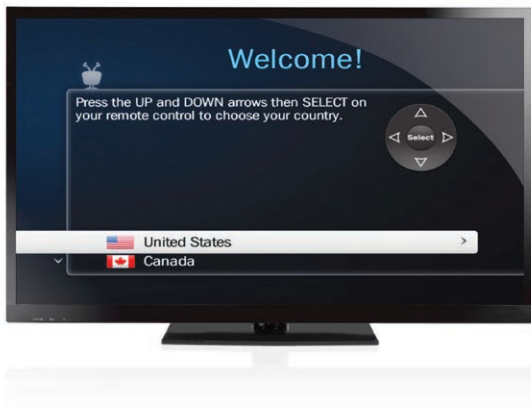 Welcome!
Press the UP and DOWN arrows then SELECT on
your remote control to choose your country.
Select
United States
Canada